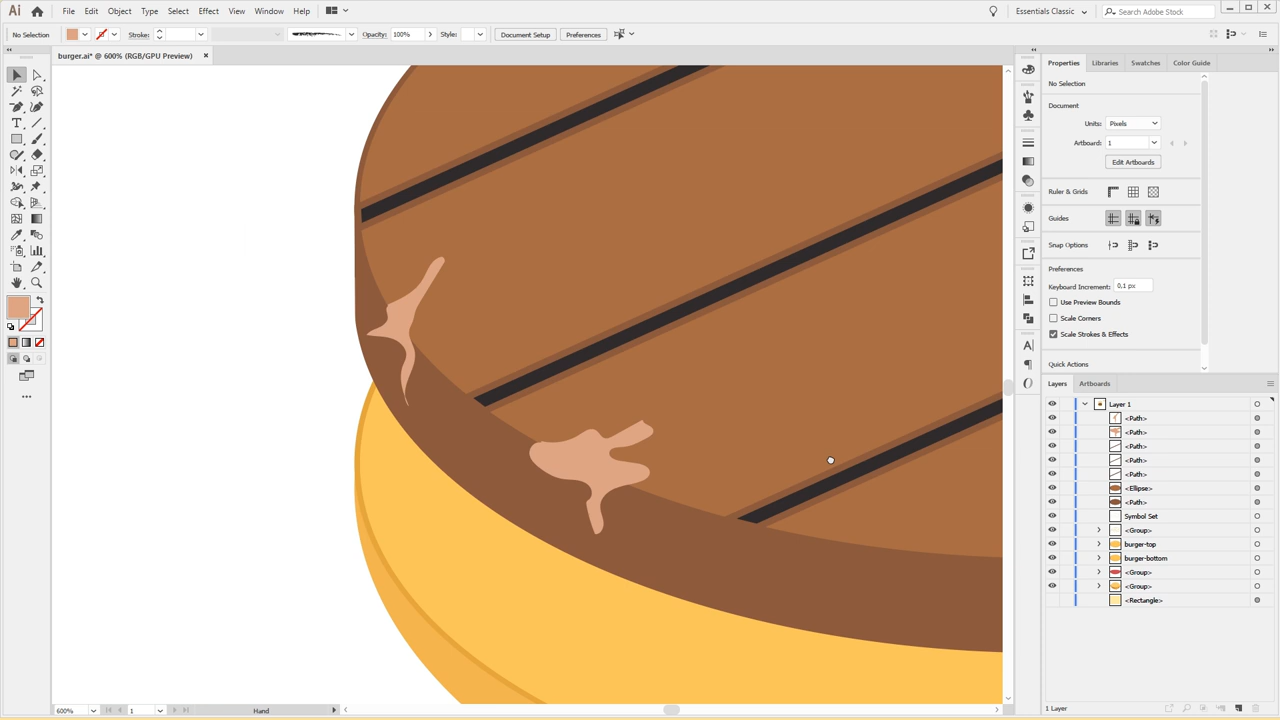 Ai File Edit Object Type Select Effect View Window Help Essentials Classic Search Adobe Stock
No Selection Stroke: Opacity: 100% Style: Document Setup Preferences
burger.ai* @ 600% (RGB/GPU Preview)
Properties Libraries Swatches Color Guide
No Selection
Document
Units: Pixels
Artboard: 1
Edit Artboards
Ruler & Grids
Guides
Snap Options
Preferences
Keyboard Increment: 0,1 px
Use Preview Bounds
Scale Corners
Scale Strokes & Effects
Quick Actions
Layers Artboards
Layer 1
<Path>
<Path>
<Path>
<Path>
<Path>
<Ellipse>
<Path>
Symbol Set
<Group>
burger-top
burger-bottom
<Group>
<Group>
<Rectangle>
1 Layer
600% 1 Hand